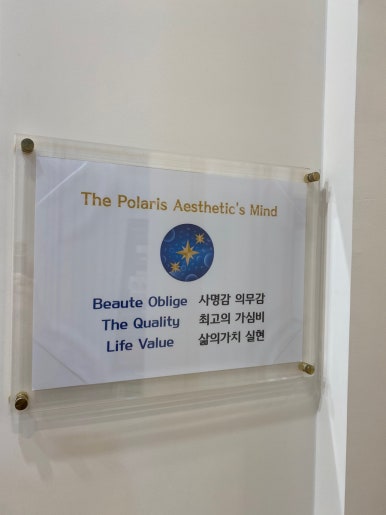 The Polaris Aesthetic's Mind
Beaute Oblige 사명감 의무감
The Quality 최고의 가심비
Life Value 삶의가치 실현